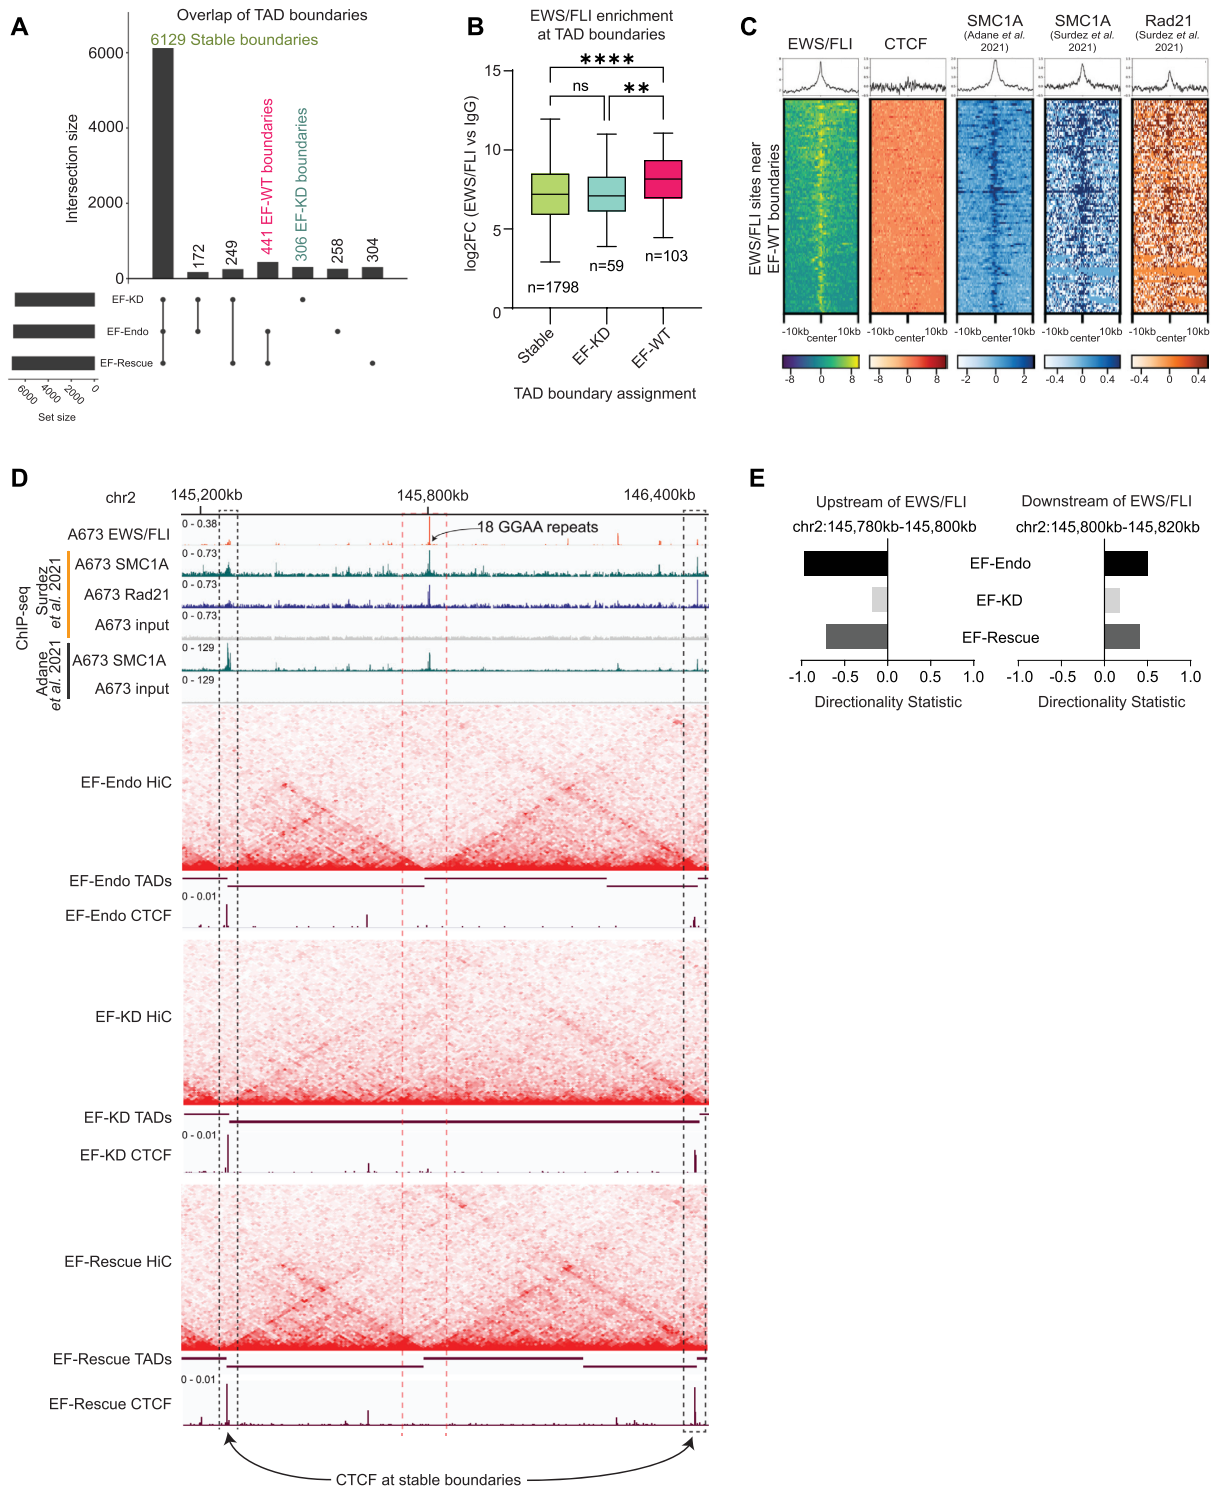 A
Overlap of TAD boundaries
6129 Stable boundaries
Intersection size
6000
4000
2000
0
172
249
441 EF-WT boundaries
306 EF-KD boundaries
258
304
EF-KD
EF-Endo
EF-Rescue
6000
4000
2000
0
Set size
B
EWS/FLI enrichment
at TAD boundaries
log2FC (EWS/FLI vs IgG)
15
10
5
0
****
ns
**
n=1798
n=59
n=103
Stable
EF-KD
EF-WT
TAD boundary assignment
C
EWS/FLI
CTCF
SMC1A
(Adane et al.
2021)
SMC1A
(Surdez et al.
2021)
Rad21
(Surdez et al.
2021)
EWS/FLI sites near
EF-WT boundaries
-10kb center 10kb
-10kb center 10kb
-10kb center 10kb
-10kb center 10kb
-10kb center 10kb
-8 0 8
-8 0 8
-2 0 2
-0.4 0 0.4
-0.4 0 0.4
D
chr2
145,200kb
145,800kb
146,400kb
A673 EWS/FLI
0 - 0.38
18 GGAA repeats
ChIP-seq
Surdez
et al. 2021
A673 SMC1A
0 - 0.73
A673 Rad21
0 - 0.73
A673 input
0 - 0.73
Adane
et al. 2021
A673 SMC1A
0 - 129
A673 input
0 - 129
EF-Endo HiC
EF-Endo TADs
EF-Endo CTCF
0 - 0.01
EF-KD HiC
EF-KD TADs
EF-KD CTCF
0 - 0.01
EF-Rescue HiC
EF-Rescue TADs
EF-Rescue CTCF
0 - 0.01
CTCF at stable boundaries
E
Upstream of EWS/FLI
chr2:145,780kb-145,800kb
Downstream of EWS/FLI
chr2:145,800kb-145,820kb
EF-Endo
EF-KD
EF-Rescue
-1.0 -0.5 0.0 0.5 1.0
Directionality Statistic
-1.0 -0.5 0.0 0.5 1.0
Directionality Statistic